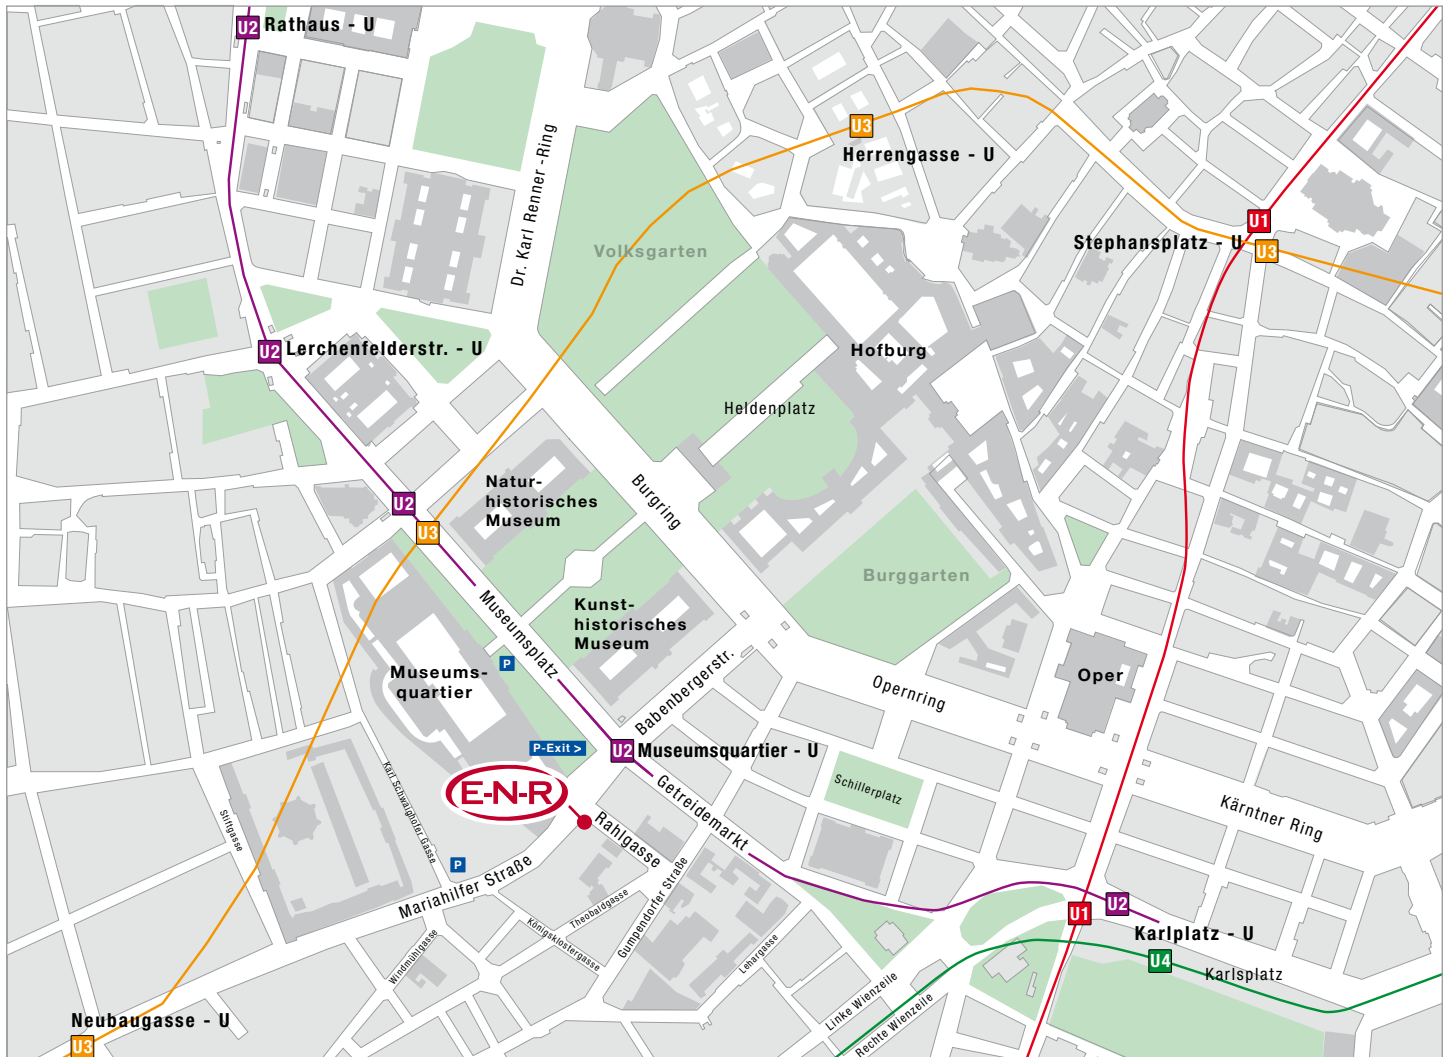 U2 Rathaus - U
Dr. Karl Renner - Ring
U3
Herrengasse - U
U1
Stephansplatz - U
U3
Volksgarten
U2 Lerchenfelderstr. - U
Hofburg
Heldenplatz
Natur-
historisches
Museum
Burgring
U2
U3
Burggarten
Museumsplatz
Kunst-
historisches
Museum
Museums-
quartier
P
Babenbergerstr.
Opernring
Oper
P-Exit >
U2 Museumsquartier - U
Getreidemarkt
Schillerplatz
Kärntner Ring
E-N-R
Rahlgasse
Stiftgasse
Karl Schwaighofer Gasse
P
Mariahilfer Straße
Theobaldgasse
Gumpendorfer Straße
Königsklostergasse
Windmühlgasse
Lehargasse
U1
U2
Karlplatz - U
U4
Karlsplatz
Linke Wienzeile
Rechte Wienzeile
Neubaugasse - U
U3